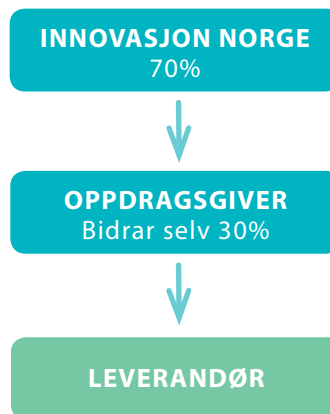 INNOVASJON NORGE
70%
OPPDRAGSGIVER
Bidrar selv 30%
LEVERANDØR